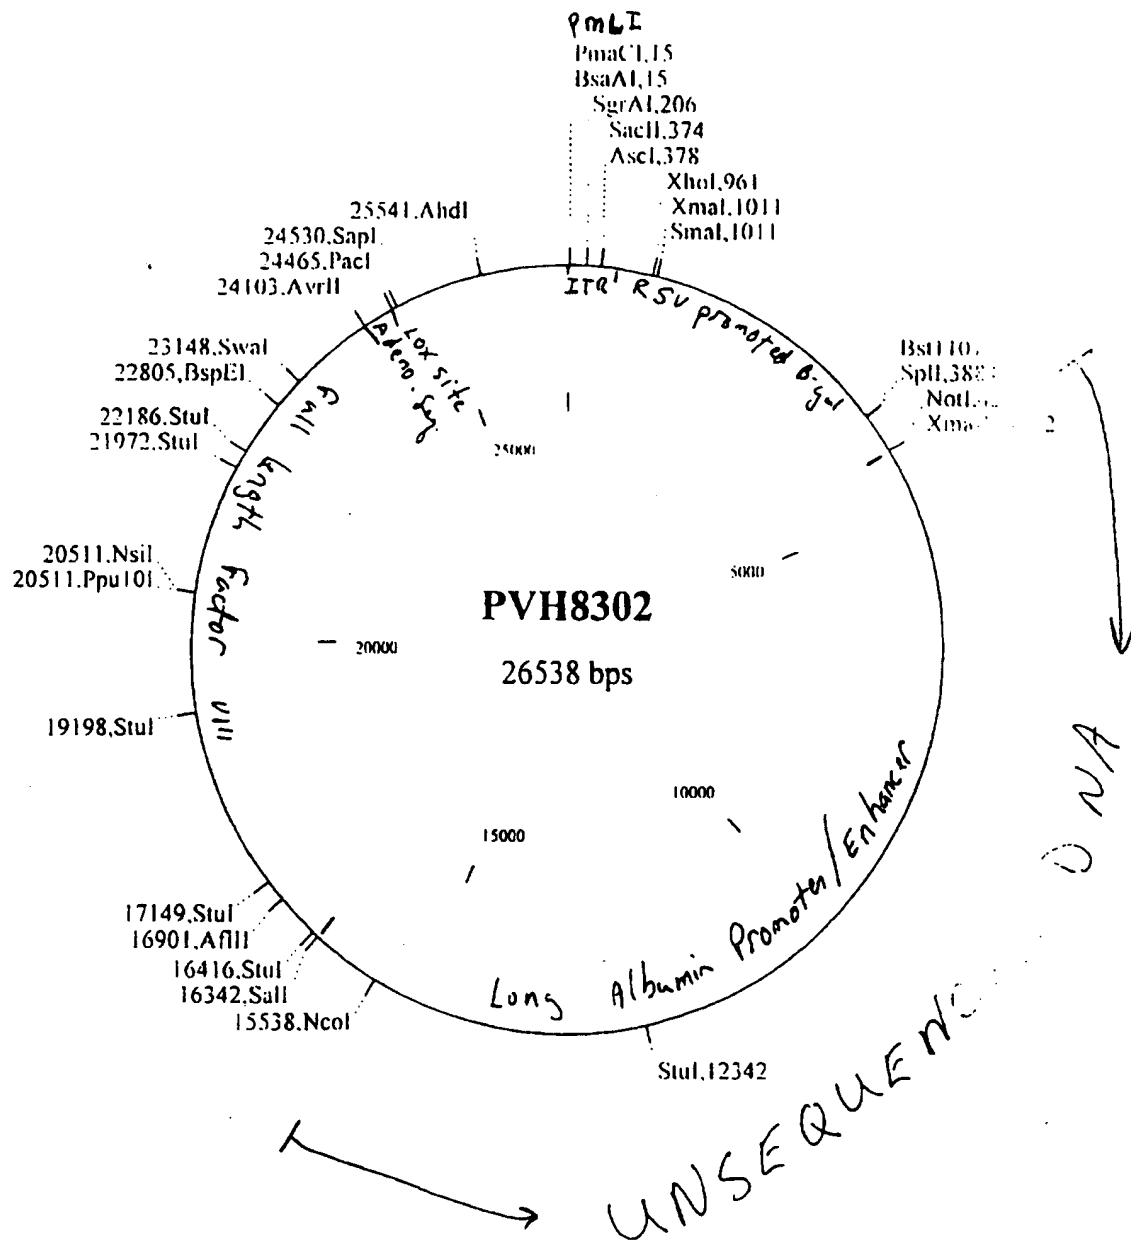 PmLI
PmaCI,15
BsaAI,15
SgrAI,206
SacII,374
AscI,378
XhoI,961
XmaI,1011
SmaI,1011
25541,AhdI
24530,SapI
24465,PacI
24103,AvrII
23148,SwaI
22805,BspEI
22186,StuI
21972,StuI
20511,NsiI
20511,Ppu10I
19198,StuI
17149,StuI
16901,AflII
16416,StuI
16342,SalI
15538,NcoI
StuI,12342
SplI,388
NotI
ITR
RSV promoted B-gal
Lox site
Adeno. Seq.
Full length Factor VIII
Long Albumin Promoter/Enhancer
25000
5000
20000
10000
15000
PVH8302
26538 bps
DNA